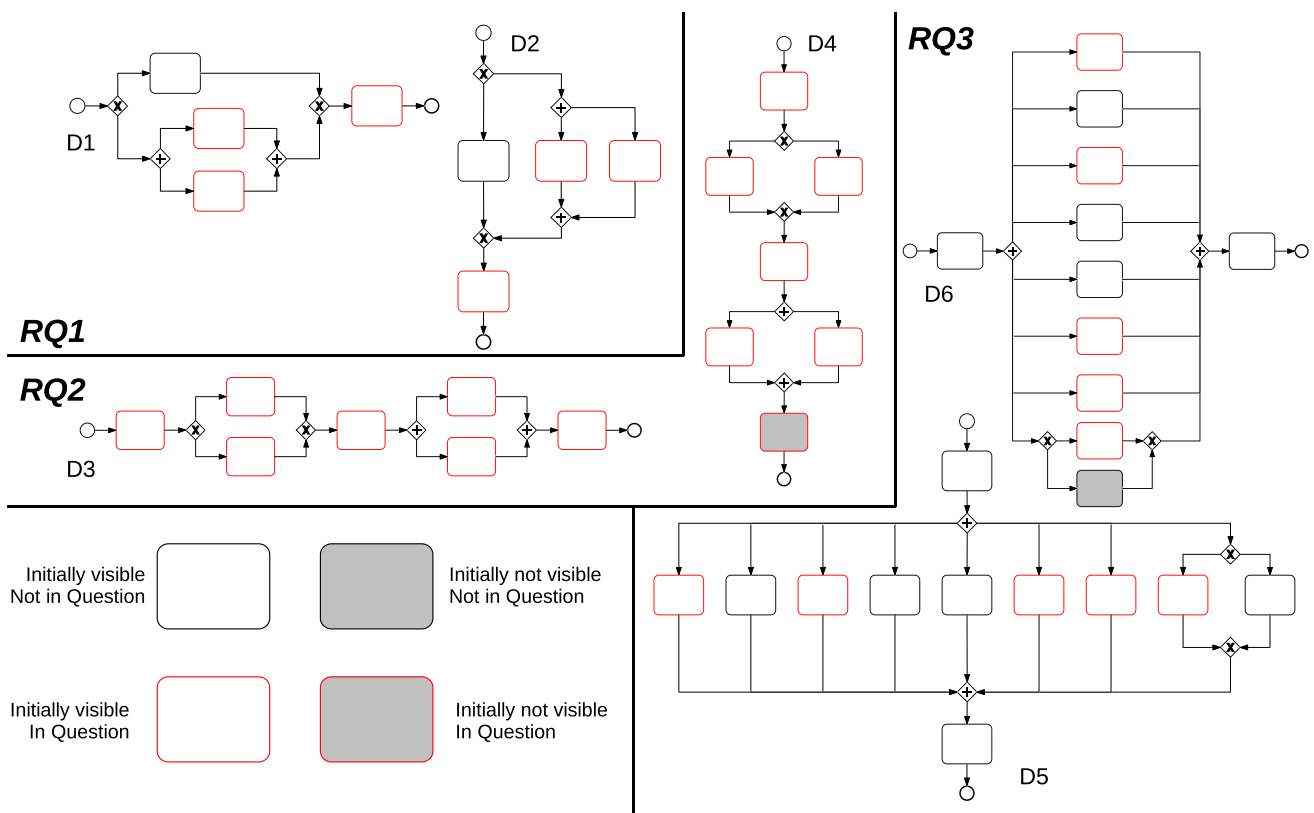 D1
D2
RQ1
D4
RQ3
D6
RQ2
D3
Initially visible
Not in Question
Initially not visible
Not in Question
Initially visible
In Question
Initially not visible
In Question
D5